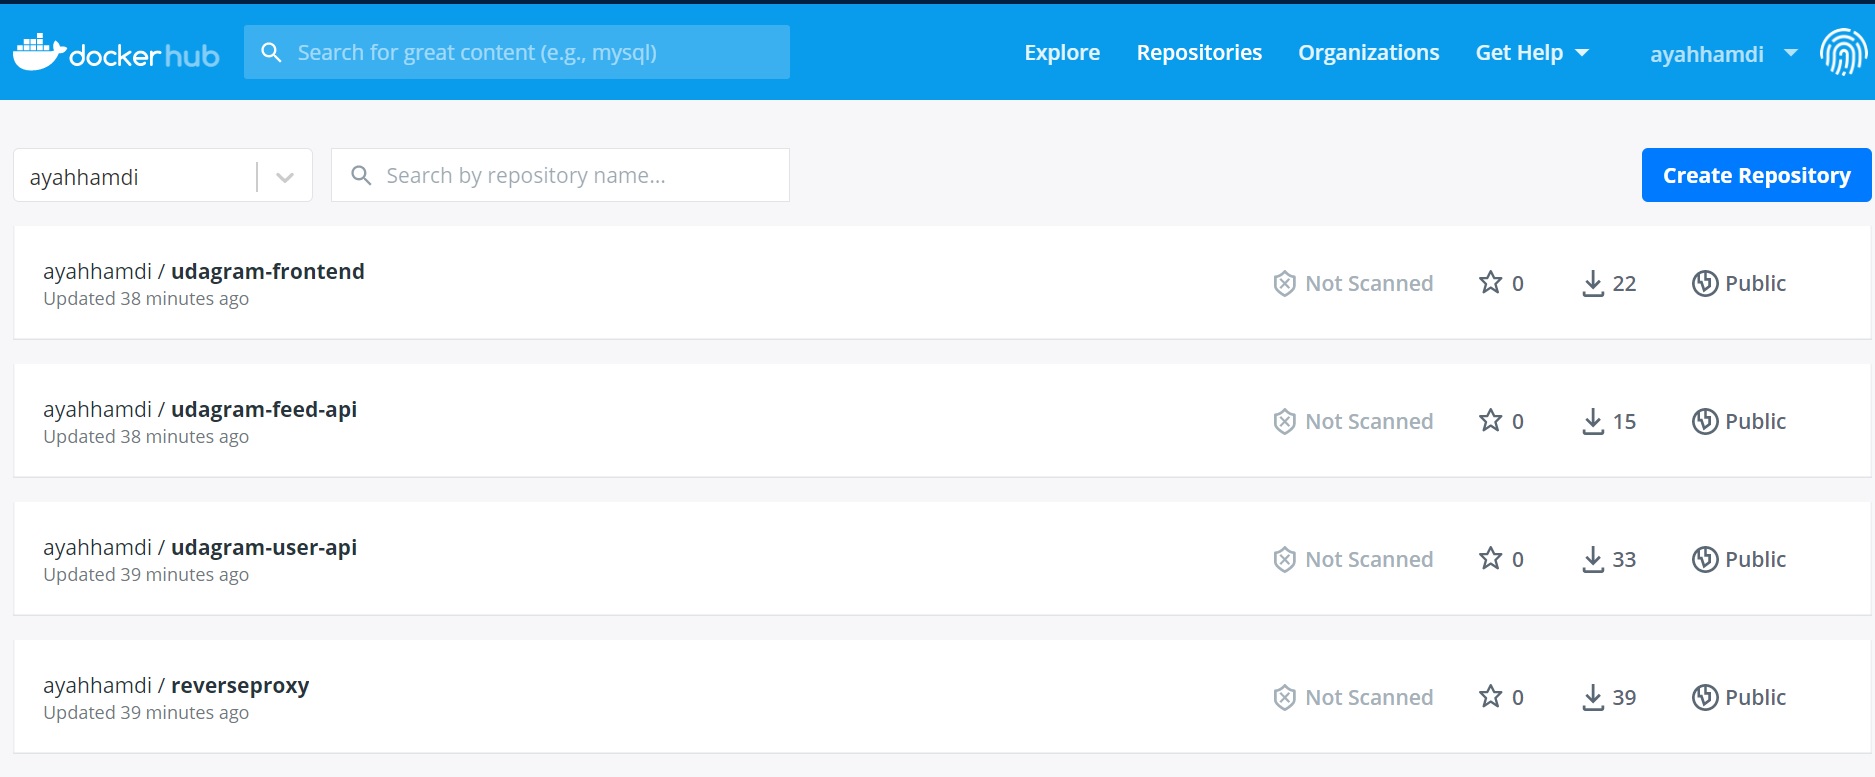 docker hub
Search for great content (e.g., mysql)
Explore
Repositories
Organizations
Get Help
ayahhamdi
ayahhamdi
Search by repository name...
Create Repository
ayahhamdi / udagram-frontend
Updated 38 minutes ago
Not Scanned
0
22
Public
ayahhamdi / udagram-feed-api
Updated 38 minutes ago
Not Scanned
0
15
Public
ayahhamdi / udagram-user-api
Updated 39 minutes ago
Not Scanned
0
33
Public
ayahhamdi / reverseproxy
Updated 39 minutes ago
Not Scanned
0
39
Public